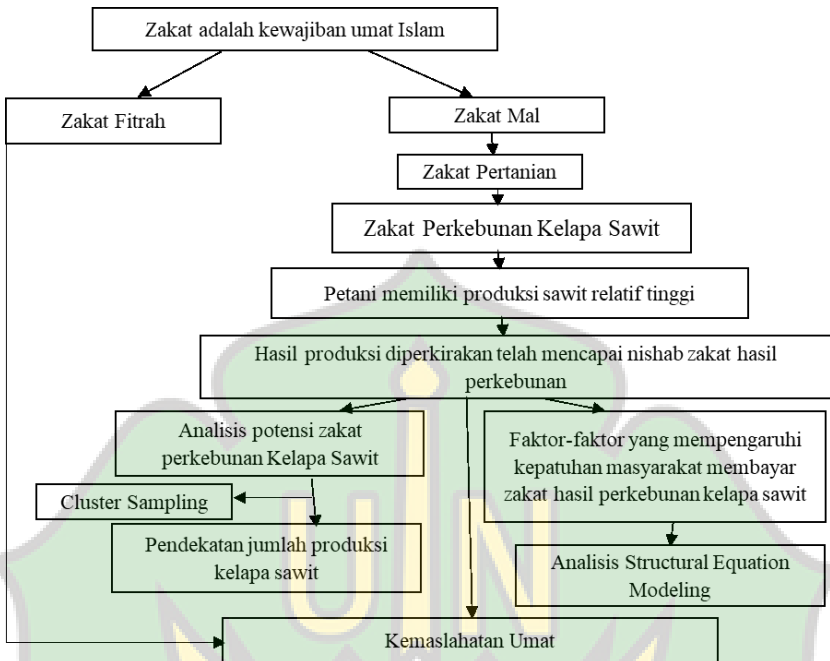 Zakat adalah kewajiban umat Islam
Zakat Fitrah
Zakat Mal
Zakat Pertanian
Zakat Perkebunan Kelapa Sawit
Petani memiliki produksi sawit relatif tinggi
Hasil produksi diperkirakan telah mencapai nishab zakat hasil
perkebunan
Analisis potensi zakat
perkebunan Kelapa Sawit
Faktor-faktor yang mempengaruhi
kepatuhan masyarakat membayar
zakat hasil perkebunan kelapa sawit
Cluster Sampling
Pendekatan jumlah produksi
kelapa sawit
Analisis Structural Equation
Modeling
Kemaslahatan Umat
UIN